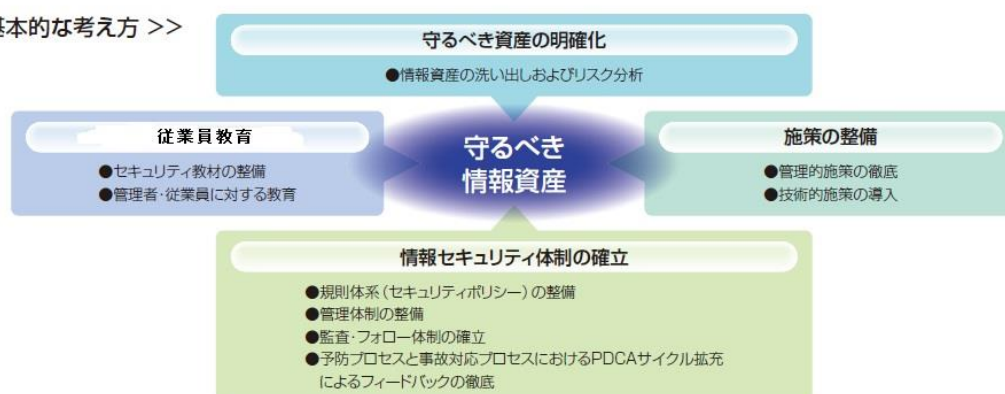 基本的な考え方 >>
守るべき資産の明確化
●情報資産の洗い出しおよびリスク分析
従業員教育
●セキュリティ教材の整備
●管理者・従業員に対する教育
守るべき
情報資産
施策の整備
●管理的施策の徹底
●技術的施策の導入
情報セキュリティ体制の確立
●規則体系(セキュリティポリシー)の整備
●管理体制の整備
●監査・フォロー体制の確立
●予防プロセスと事故対応プロセスにおけるPDCAサイクル拡充
によるフィードバックの徹底